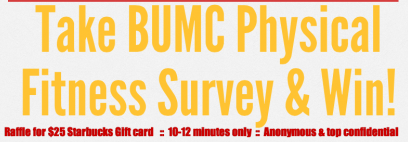 Take BUMC Physical
Fitness Survey & Win!
Raffle for $25 Starbucks Gift card :: 10-12 minutes only :: Anonymous & top confidential